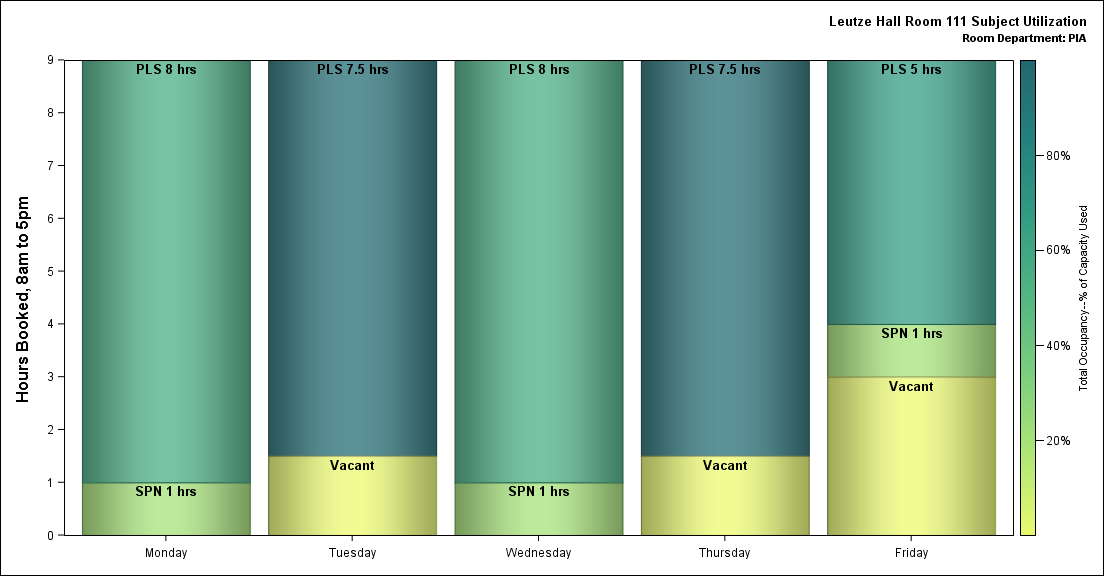 Leutze Hall Room 111 Subject Utilization
Room Department: PIA
Hours Booked, 8am to 5pm
9
8
7
6
5
4
3
2
1
0
PLS 8 hrs
SPN 1 hrs
PLS 7.5 hrs
Vacant
PLS 8 hrs
SPN 1 hrs
PLS 7.5 hrs
Vacant
PLS 5 hrs
SPN 1 hrs
Vacant
Monday
Tuesday
Wednesday
Thursday
Friday
80%
60%
40%
20%
Total Occupancy--% of Capacity Used